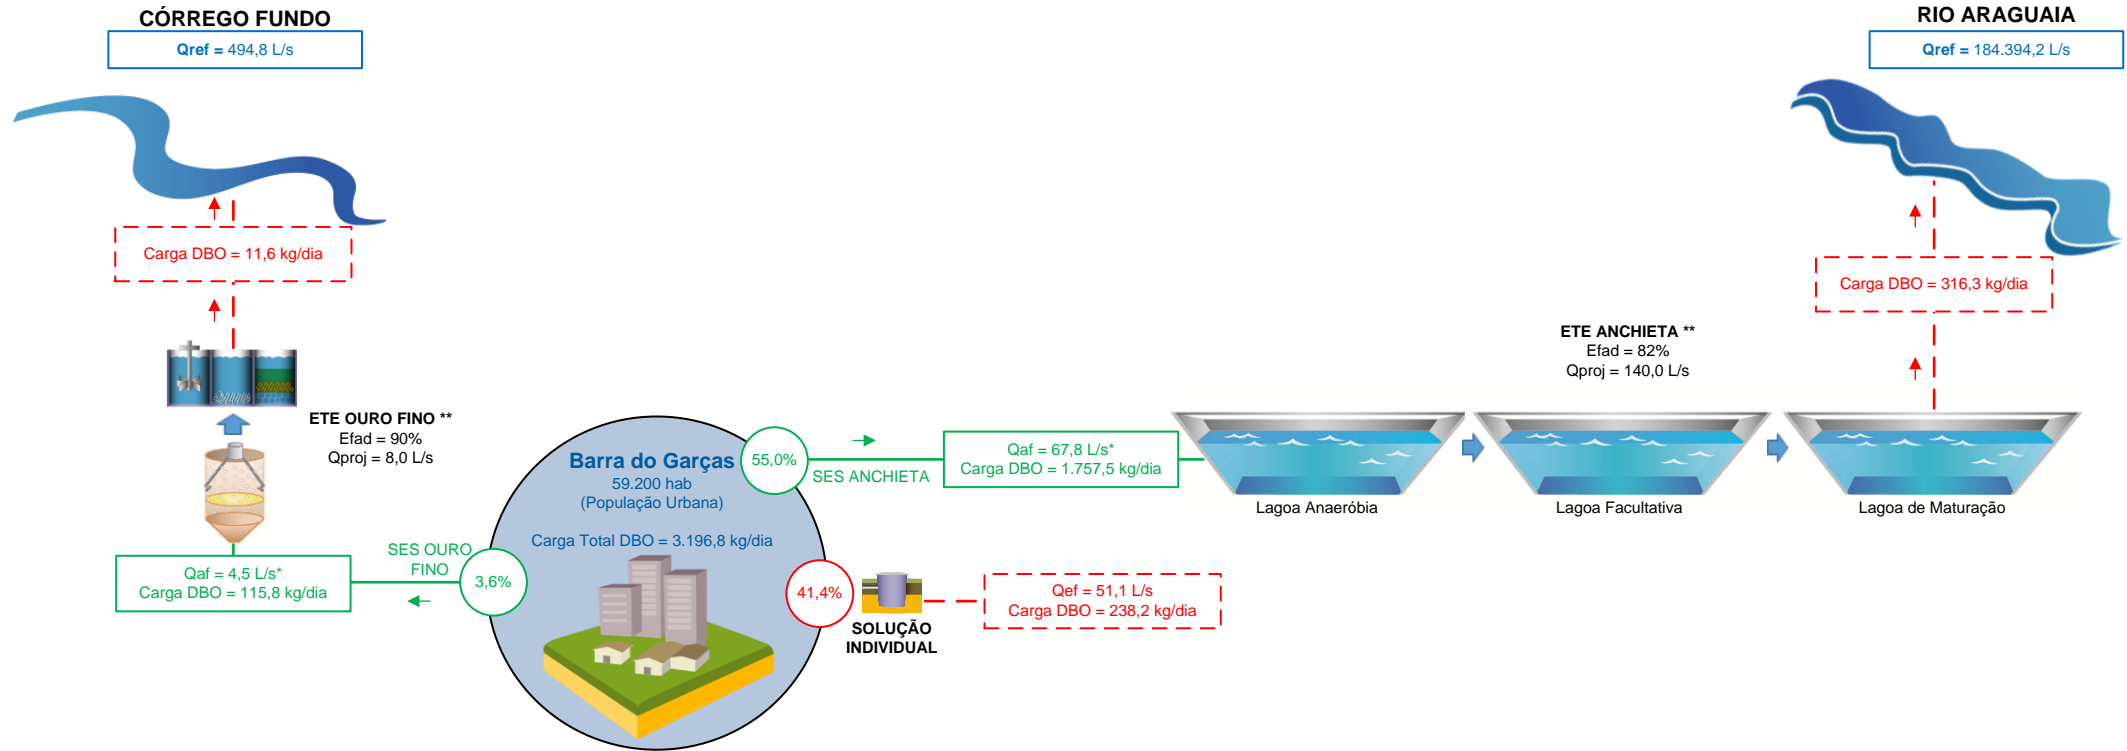 CÓRREGO FUNDO
Qref = 494,8 L/s
RIO ARAGUAIA
Qref = 184.394,2 L/s
Carga DBO = 11,6 kg/dia
Carga DBO = 316,3 kg/dia
ETE OURO FINO **
Efad = 90%
Qproj = 8,0 L/s
ETE ANCHIETA **
Efad = 82%
Qproj = 140,0 L/s
Barra do Garças
59.200 hab
(População Urbana)
Carga Total DBO = 3.196,8 kg/dia
55,0%
SES ANCHIETA
Qaf = 67,8 L/s*
Carga DBO = 1.757,5 kg/dia
Lagoa Anaeróbia
Lagoa Facultativa
Lagoa de Maturação
SES OURO
FINO
3,6%
Qaf = 4,5 L/s*
Carga DBO = 115,8 kg/dia
41,4%
SOLUÇÃO
INDIVIDUAL
Qef = 51,1 L/s
Carga DBO = 238,2 kg/dia